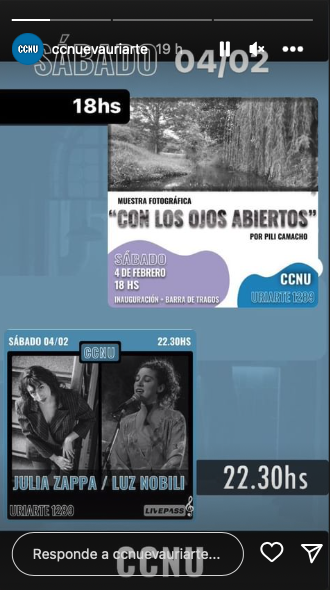 CCNU
ccnuevauriarte 19 h
SÁBADO 04/02
18hs
MUESTRA FOTOGRÁFICA
“CON LOS OJOS ABIERTOS”
POR PILI CAMACHO
SÁBADO
4 DE FEBRERO
18 HS
INAUGURACIÓN + BARRA DE TRAGOS
CCNU
URIARTE 1289
SÁBADO 04/02
22.30HS
CCNU
JULIA ZAPPA / LUZ NOBILI
URIARTE 1289
LIVEPASS
22.30hs
Responde a ccnuevauriarte...
CCNU